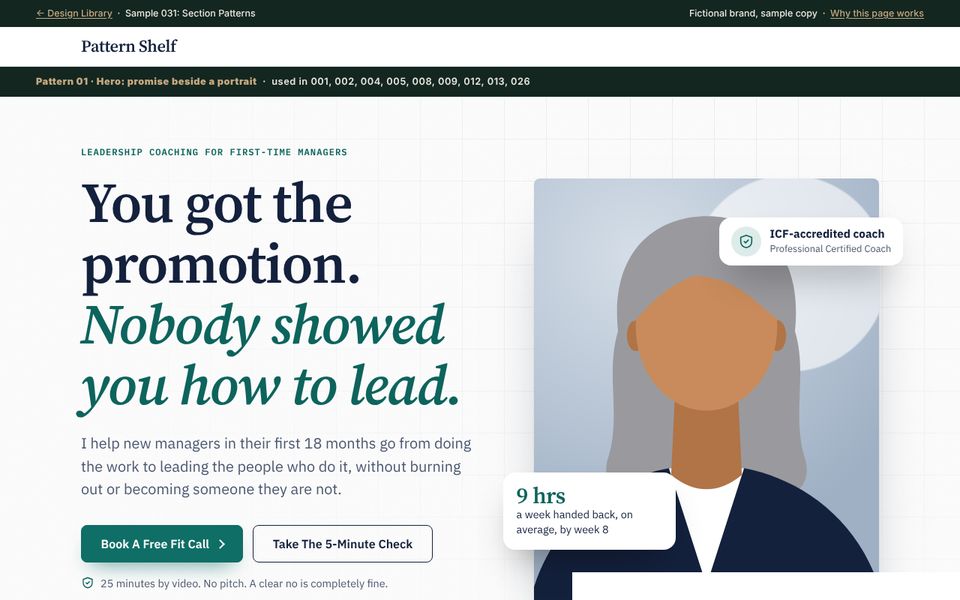 ← Design Library · Sample 031: Section Patterns
Fictional brand, sample copy · Why this page works
Pattern Shelf
Pattern 01 · Hero: promise beside a portrait · used in 001, 002, 004, 005, 008, 009, 012, 013, 026
LEADERSHIP COACHING FOR FIRST-TIME MANAGERS
You got the
promotion.
Nobody showed
you how to lead.
I help new managers in their first 18 months go from doing
the work to leading the people who do it, without burning
out or becoming someone they are not.
Book A Free Fit Call
Take The 5-Minute Check
25 minutes by video. No pitch. A clear no is completely fine.
ICF-accredited coach
Professional Certified Coach
9 hrs
a week handed back, on
average, by week 8